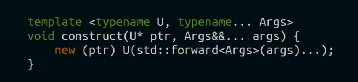 template <typename U, typename... Args>
void construct(U* ptr, Args&&... args) {
    new (ptr) U(std::forward<Args>(args)...);
}